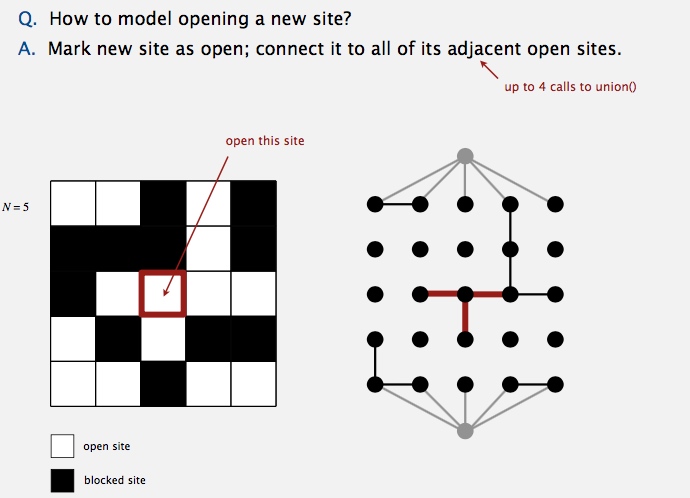 Q. How to model opening a new site?
A. Mark new site as open; connect it to all of its adjacent open sites.
up to 4 calls to union()
open this site
N = 5
open site
blocked site